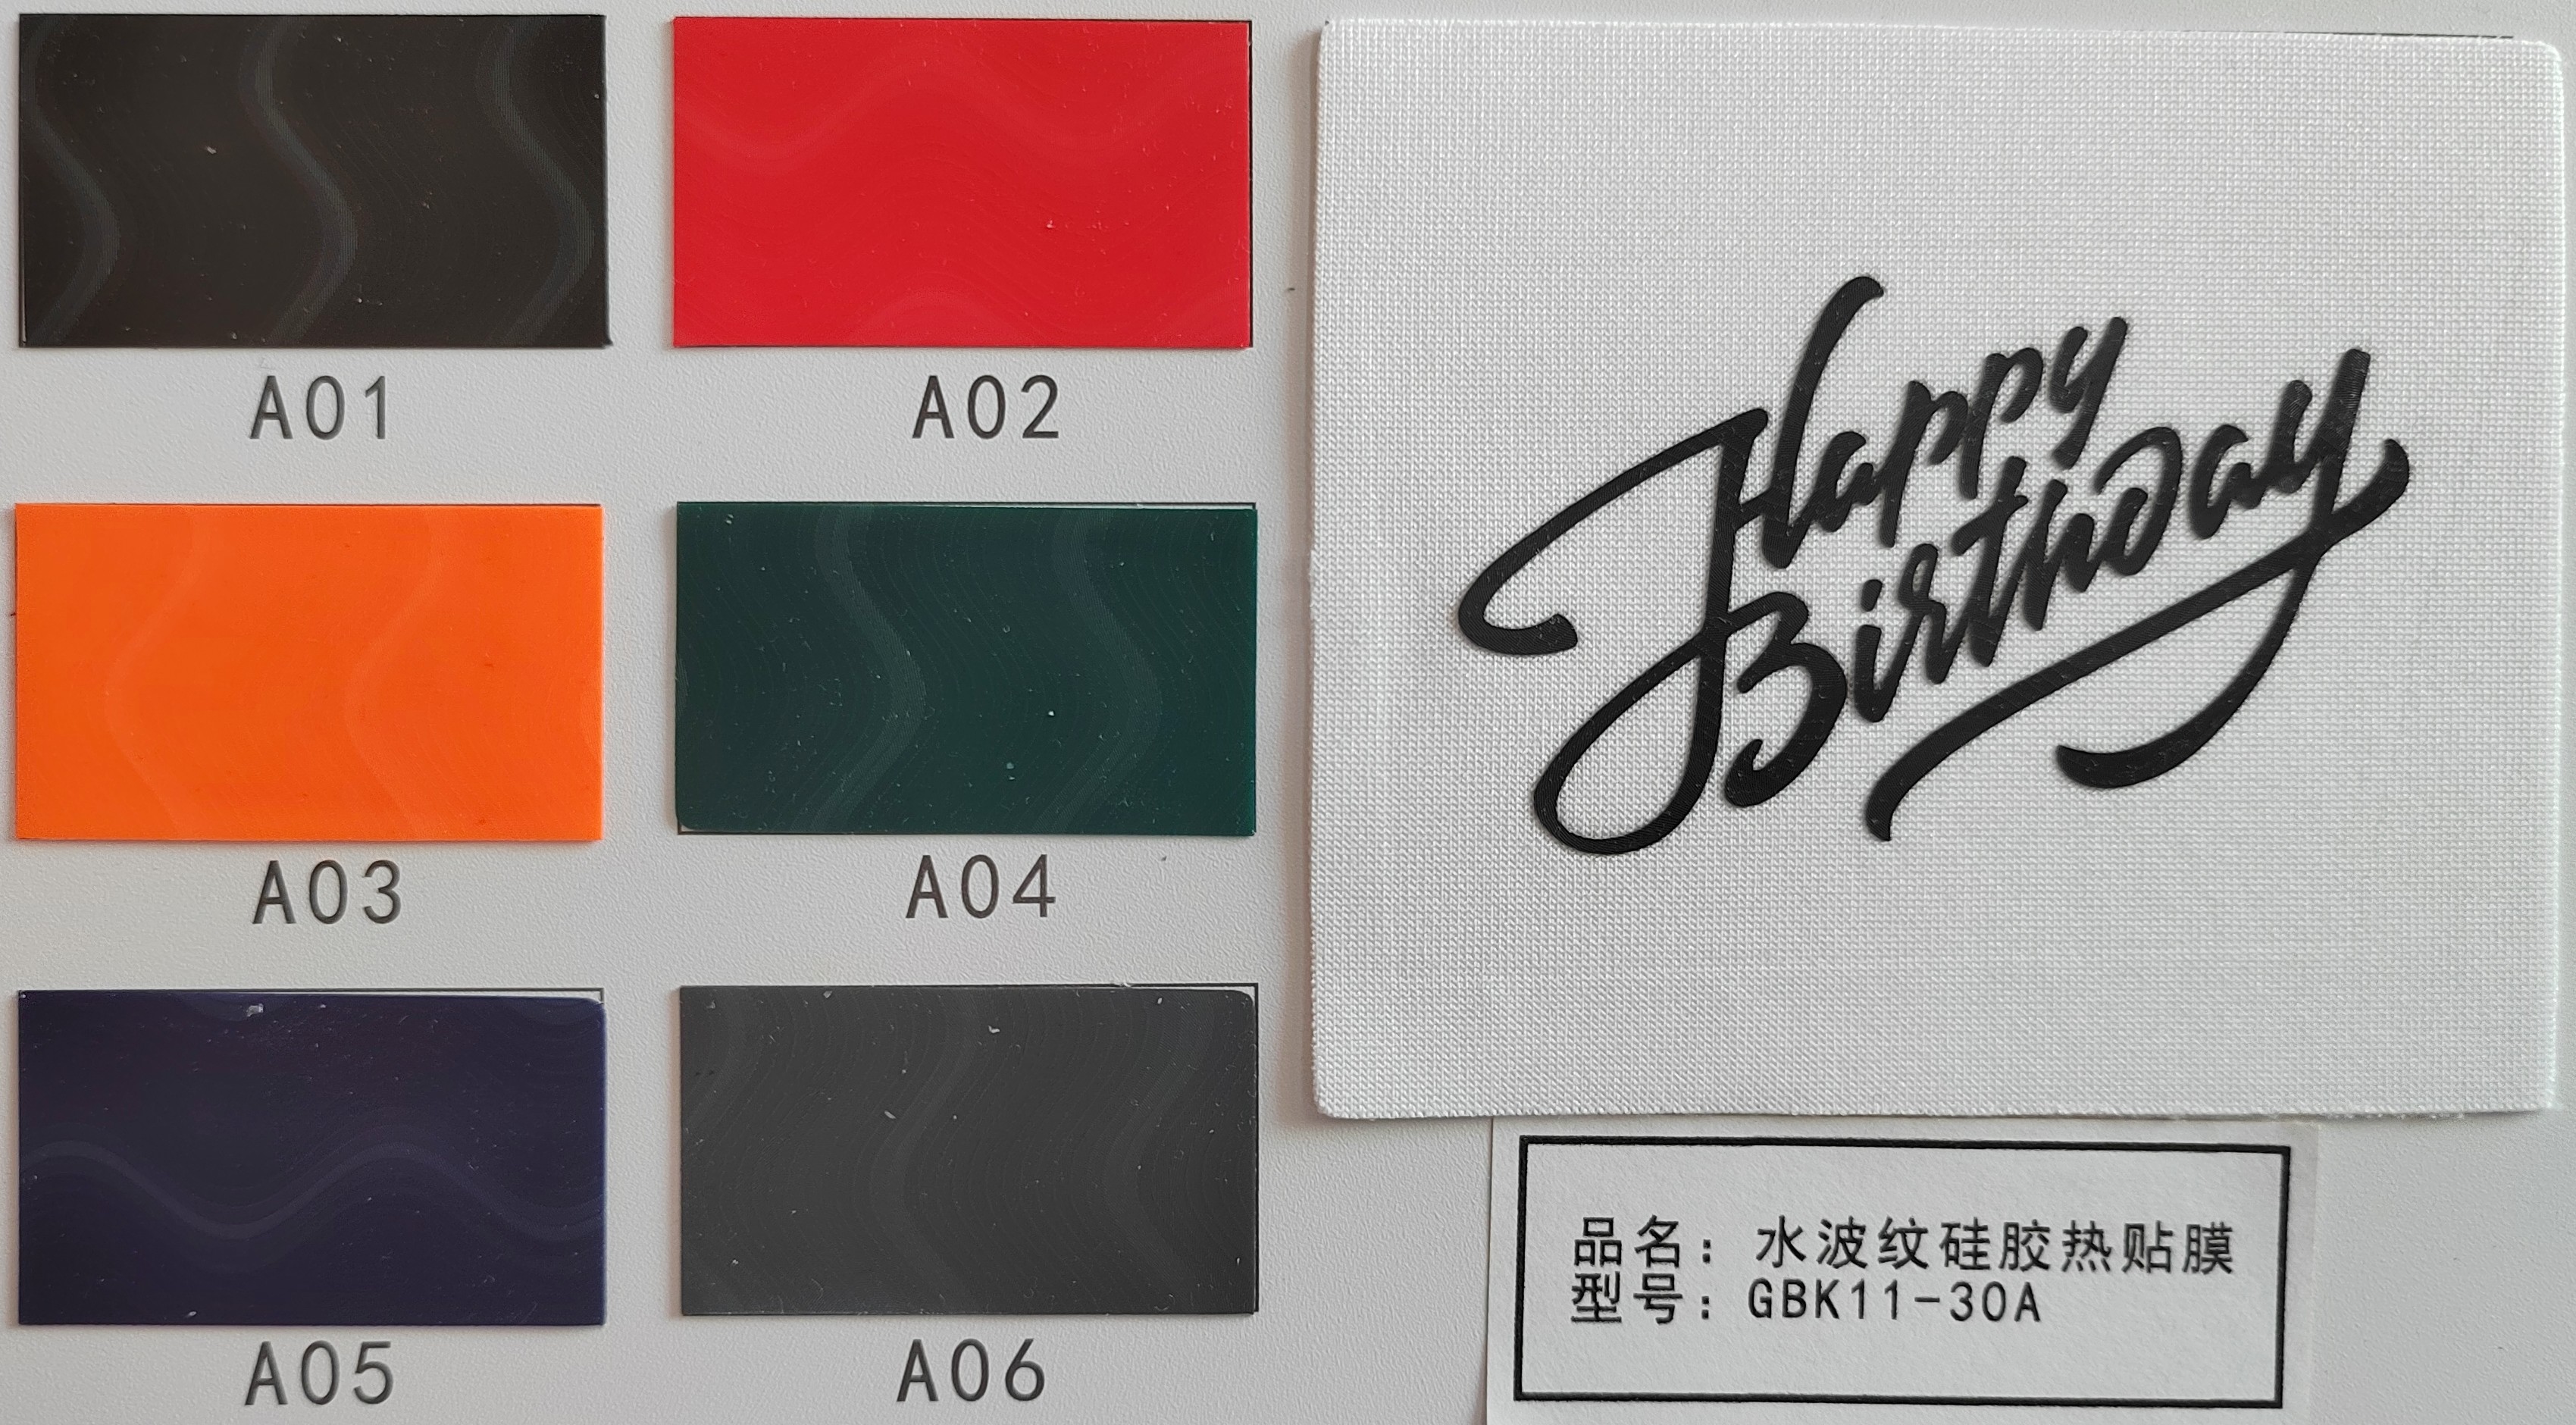 A01
A02
A03
A04
A05
A06
Happy
Birthday
品名：水波纹硅胶热贴膜
型号：GBK11-30A